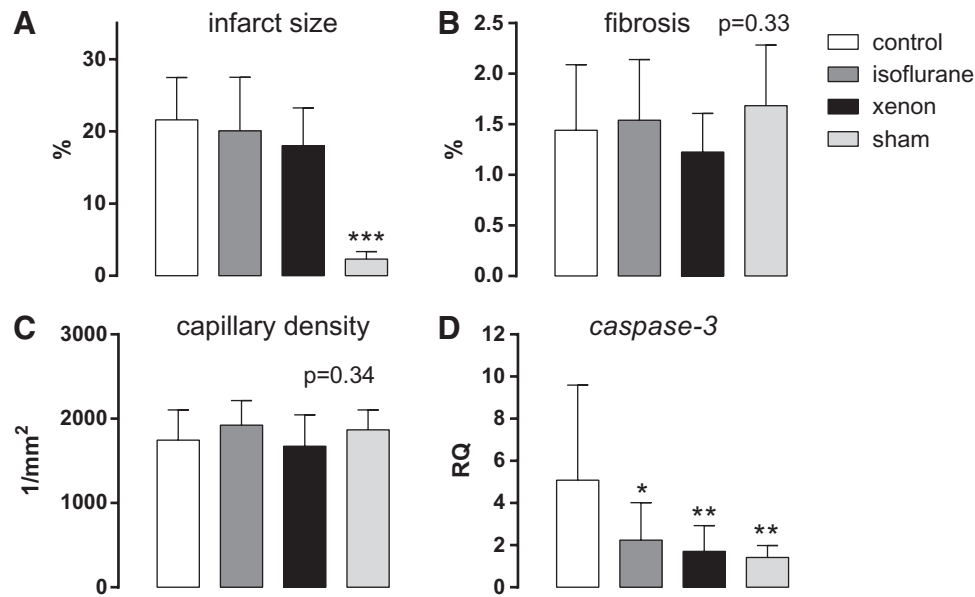 A infarct size
30
20
10
0
%
***
B fibrosis p=0.33
2.5
2.0
1.5
1.0
0.5
0.0
%
control
isoflurane
xenon
sham
C capillary density
3000
2000
1000
0
1/mm²
p=0.34
D caspase-3
12
10
8
6
4
2
0
RQ
*
**
**